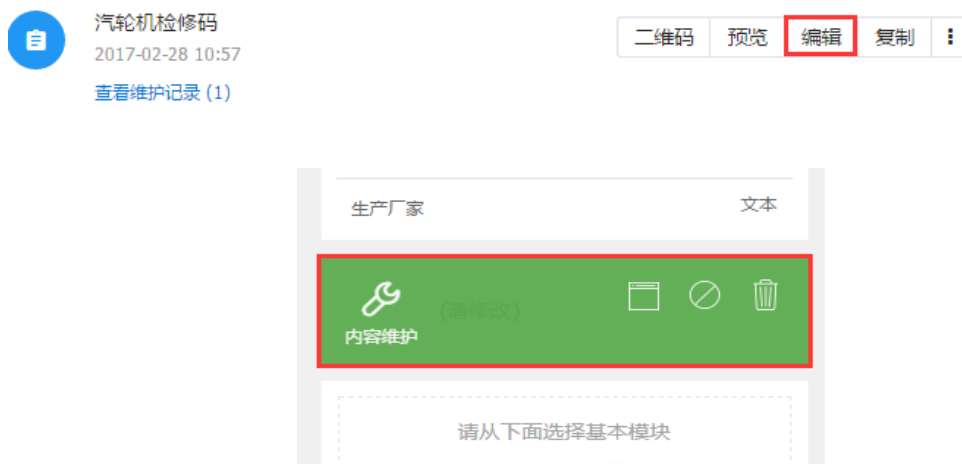 汽轮机检修码
二维码 预览 编辑 复制
2017-02-28 10:57
查看维护记录 (1)
生产厂家 文本
(请修改)
内容维护
请从下面选择基本模块